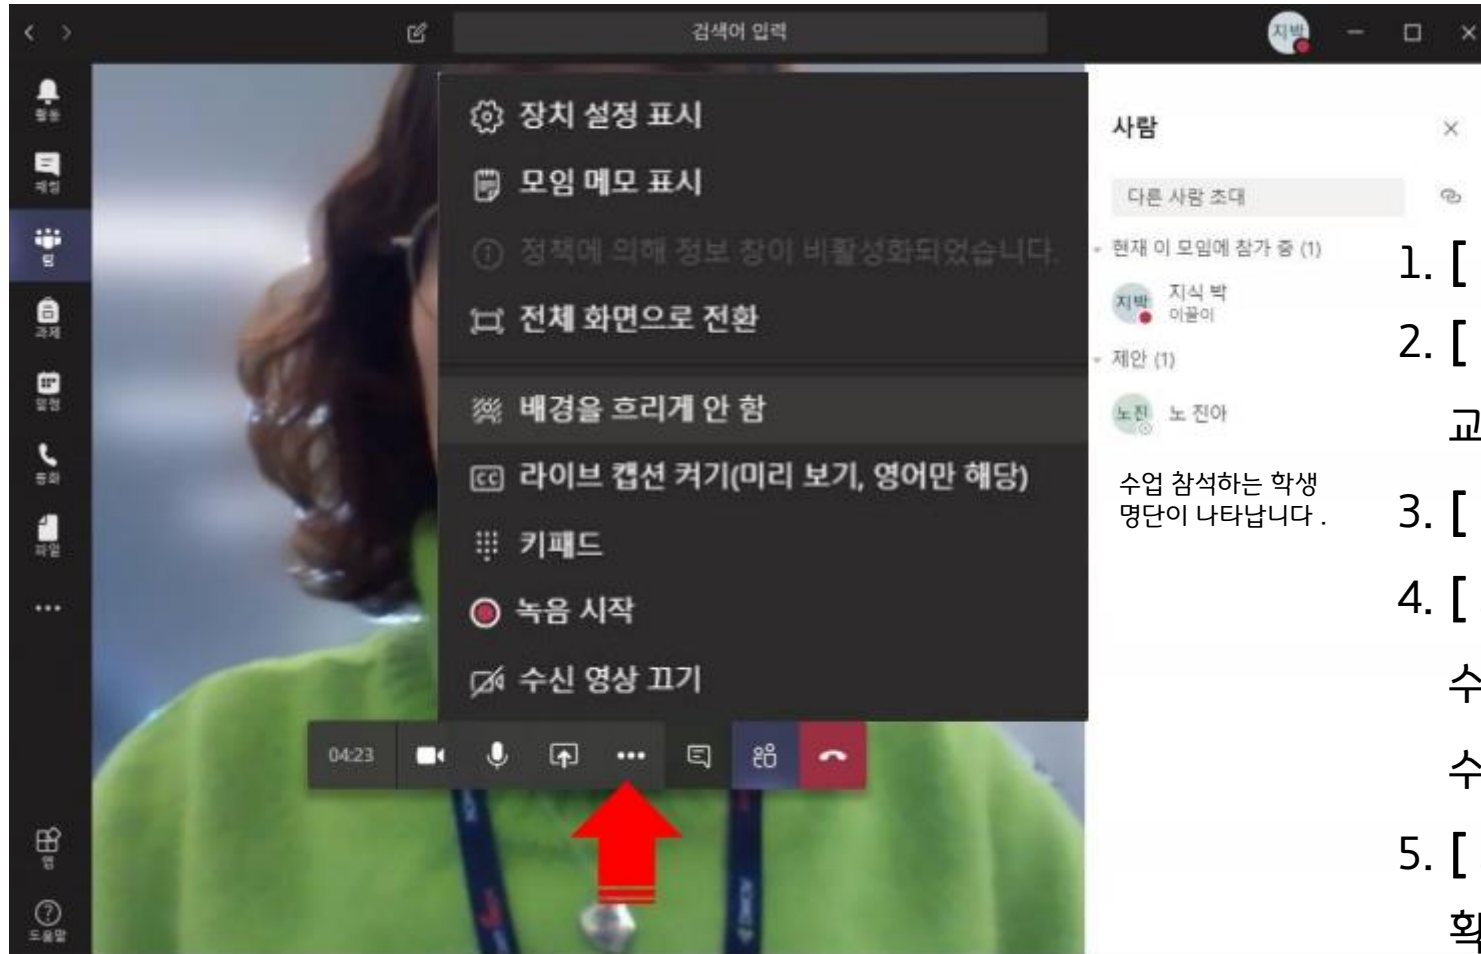 검색어 입력
지박
활동
채팅
팀
과제
일정
통화
파일
앱
도움말
장치 설정 표시
모임 메모 표시
정책에 의해 정보 창이 비활성화되었습니다.
전체 화면으로 전환
배경을 흐리게 안 함
라이브 캡션 켜기(미리 보기, 영어만 해당)
키패드
녹음 시작
수신 영상 끄기
04:23
사람
다른 사람 초대
현재 이 모임에 참가 중 (1)
지박 지식 박
이끌이
제안 (1)
노진 노 진아
수업 참석하는 학생
명단이 나타납니다 .
1. [
2. [
교
3. [
4. [
수
수
5. [
확